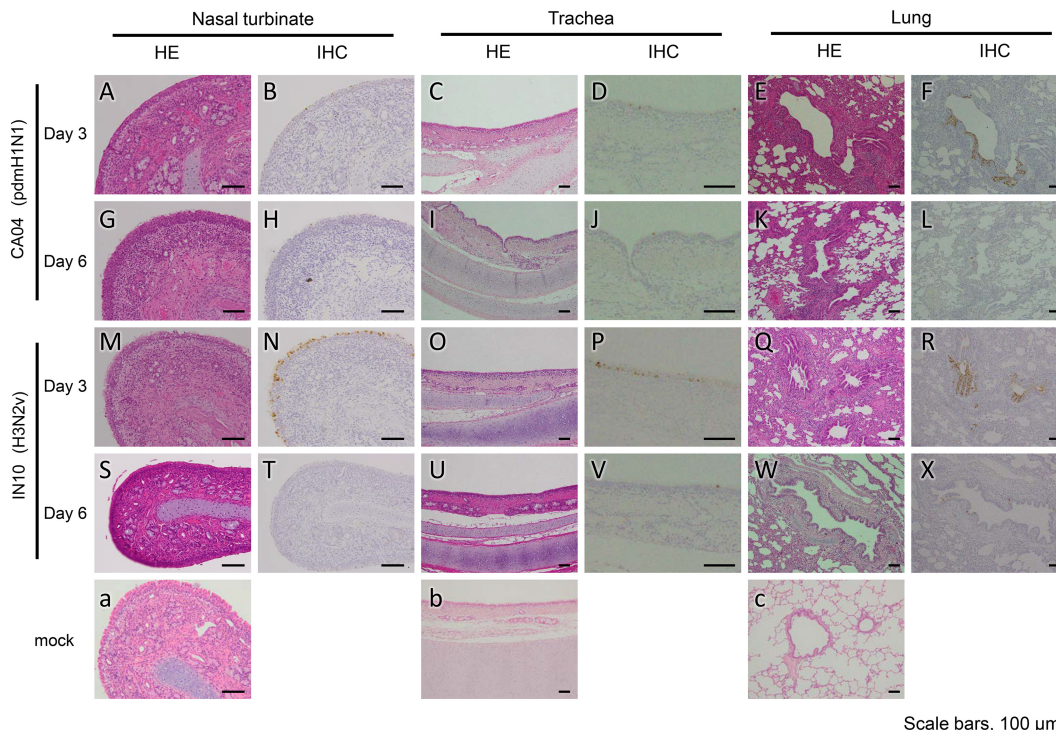 Nasal turbinate Trachea Lung
HE IHC HE IHC HE IHC
CA04 (pdmH1N1)
Day 3 A B C D E F
Day 6 G H I J K L
IN10 (H3N2v)
Day 3 M N O P Q R
Day 6 S T U V W X
mock a b c
Scale bars, 100 μm